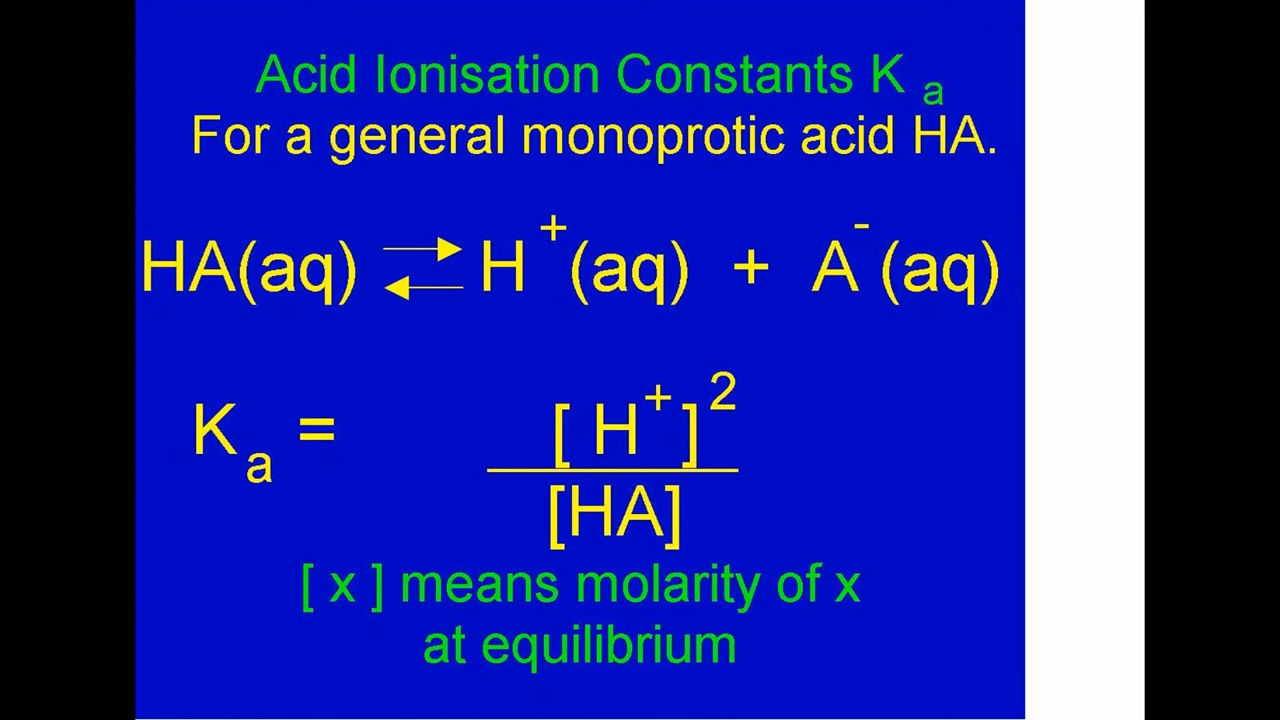 Acid Ionisation Constants K a
For a general monoprotic acid HA.
HA(aq) ⇄ H⁺(aq) + A⁻(aq)
K a = [ H⁺]²
[HA]
[ x ] means molarity of x
at equilibrium